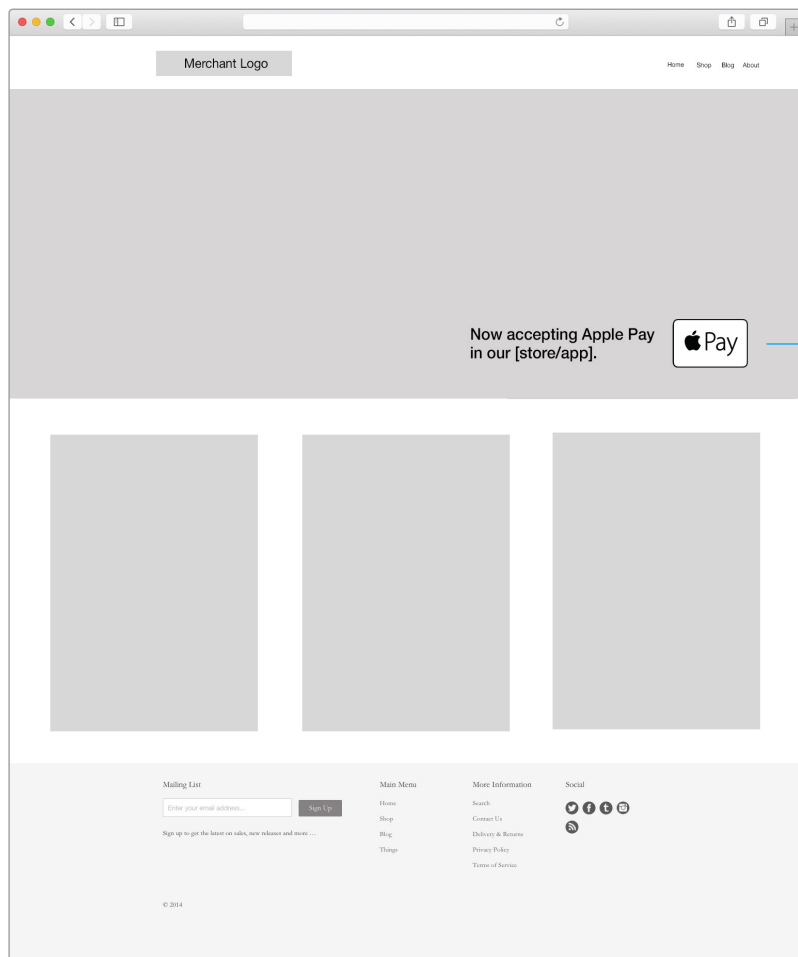 Merchant Logo
Home Shop Blog About
Now accepting Apple Pay
in our [store/app].
Pay
Mailing List
Enter your email address...
Sign Up
Sign up to get the latest on sales, new releases and more …
Main Menu
Home
Shop
Blog
Things
More Information
Search
Contact Us
Delivery & Returns
Privacy Policy
Terms of Service
Social
© 2014